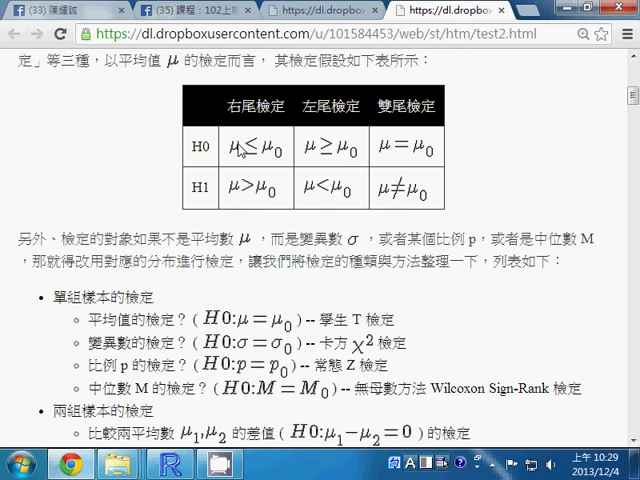 (33) 陳鍾誠
(35) 課程：102上
https://dl.dropbox
https://dl.dropbox
https://dl.dropboxusercontent.com/u/101584453/web/st/htm/test2.html
定」等三種，以平均值 μ 的檢定而言， 其檢定假設如下表所示：
右尾檢定 左尾檢定 雙尾檢定
H0 μ≤μ0 μ≥μ0 μ=μ0
H1 μ>μ0 μ<μ0 μ≠μ0
另外、檢定的對象如果不是平均數 μ ，而是變異數 σ ，或者某個比例 p，或者是中位數 M
，那就得改用對應的分布進行檢定，讓我們將檢定的種類與方法整理一下，列表如下：
單組樣本的檢定
平均值的檢定？ ( H0:μ=μ0 ) -- 學生 T 檢定
變異數的檢定？ ( H0:σ=σ0 ) -- 卡方 χ2 檢定
比例 p 的檢定？ ( H0:p=p0 ) -- 常態 Z 檢定
中位數 M 的檢定？ ( H0:M=M0 ) -- 無母數方法 Wilcoxon Sign-Rank 檢定
兩組樣本的檢定
比較兩平均數 μ1,μ2 的差值 ( H0:μ1−μ2=0 ) 的檢定
上午 10:29
2013/12/4